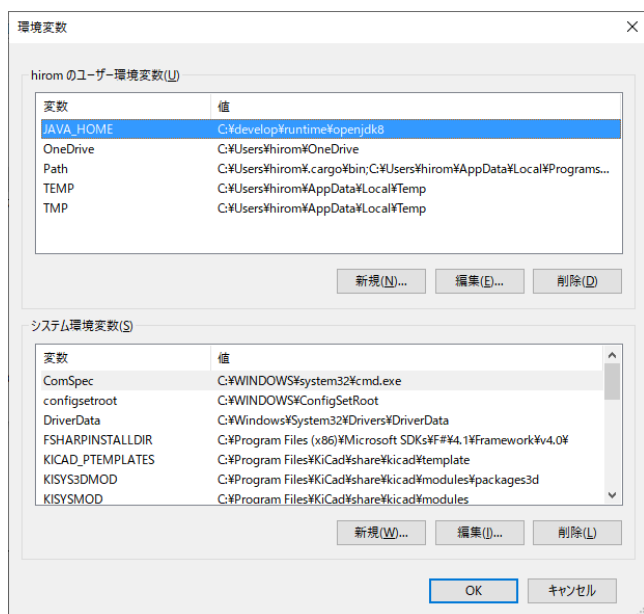 環境変数
hirom のユーザー環境変数(U)
変数 値
JAVA_HOME C:¥develop¥runtime¥openjdk8
OneDrive C:¥Users¥hirom¥OneDrive
Path C:¥Users¥hirom¥.cargo¥bin;C:¥Users¥hirom¥AppData¥Local¥Programs...
TEMP C:¥Users¥hirom¥AppData¥Local¥Temp
TMP C:¥Users¥hirom¥AppData¥Local¥Temp
新規(N)... 編集(E)... 削除(D)
システム環境変数(S)
変数 値
ComSpec C:¥WINDOWS¥system32¥cmd.exe
configsetroot C:¥WINDOWS¥ConfigSetRoot
DriverData C:¥Windows¥System32¥Drivers¥DriverData
FSHARPINSTALLDIR C:¥Program Files (x86)¥Microsoft SDKs¥F#¥4.1¥Framework¥v4.0¥
KICAD_PTEMPLATES C:¥Program Files¥KiCad¥share¥kicad¥template
KISYS3DMOD C:¥Program Files¥KiCad¥share¥kicad¥modules¥packages3d
KISYSMOD C:¥Program Files¥KiCad¥share¥kicad¥modules
新規(W)... 編集(I)... 削除(L)
OK キャンセル